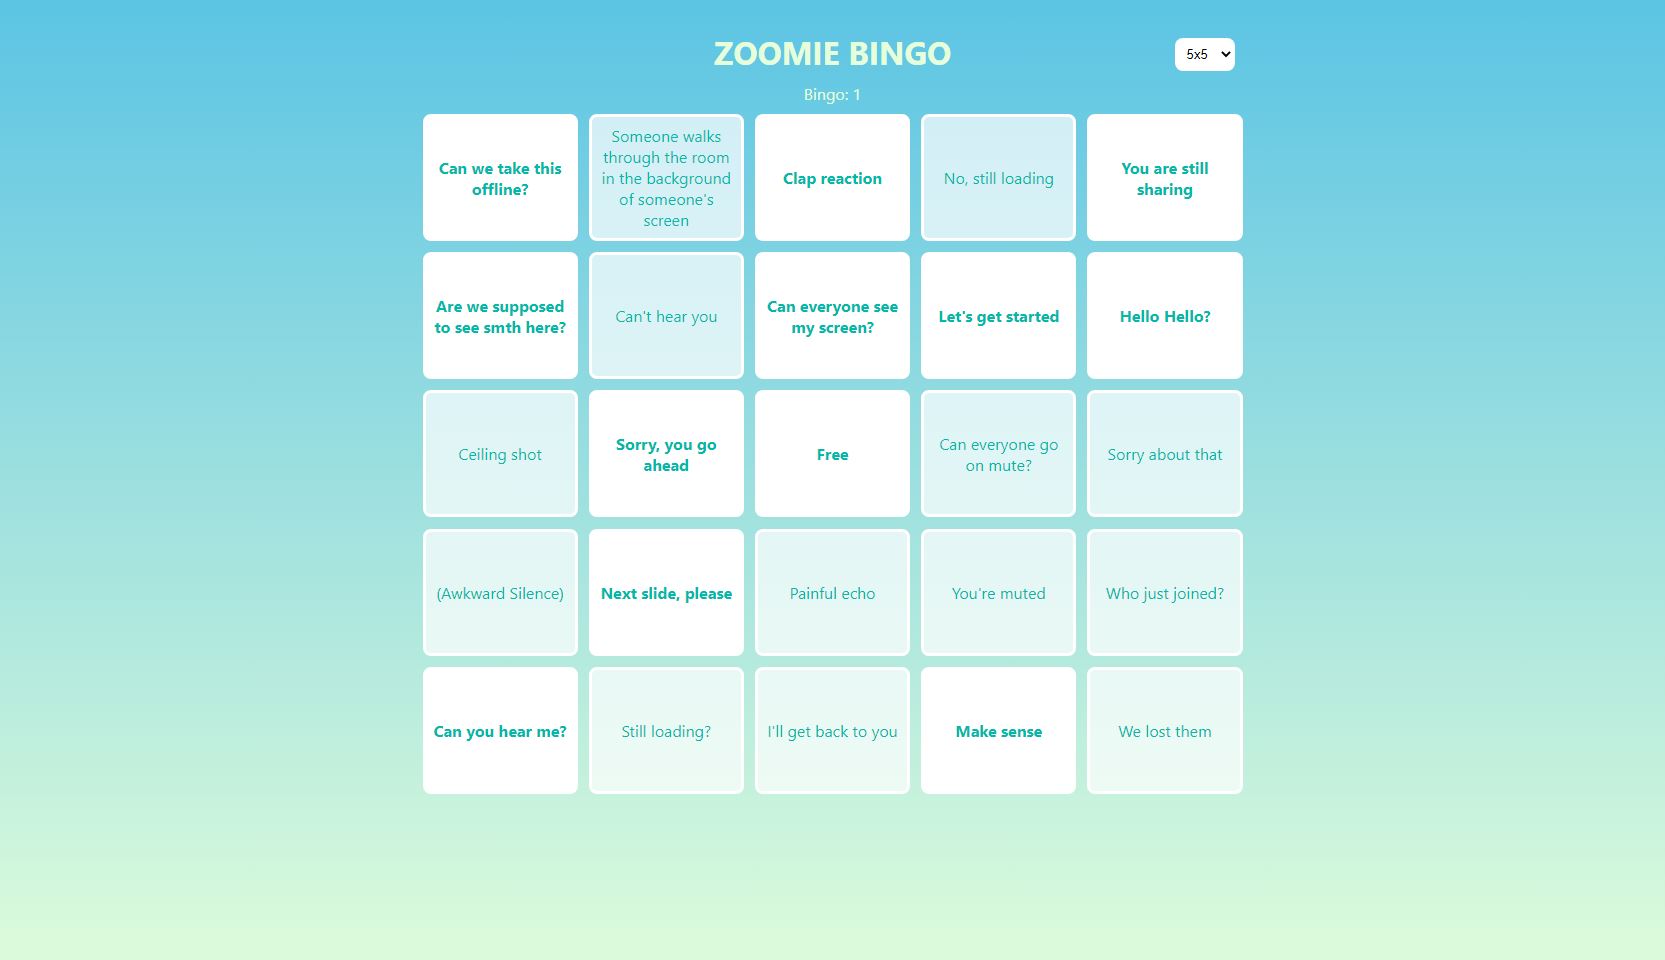 ZOOMIE BINGO
5x5
Bingo: 1
Can we take this
offline?
Someone walks
through the room
in the background
of someone's
screen
Clap reaction
No, still loading
You are still
sharing
Are we supposed
to see smth here?
Can't hear you
Can everyone see
my screen?
Let's get started
Hello Hello?
Ceiling shot
Sorry, you go
ahead
Free
Can everyone go
on mute?
Sorry about that
(Awkward Silence)
Next slide, please
Painful echo
You're muted
Who just joined?
Can you hear me?
Still loading?
I'll get back to you
Make sense
We lost them